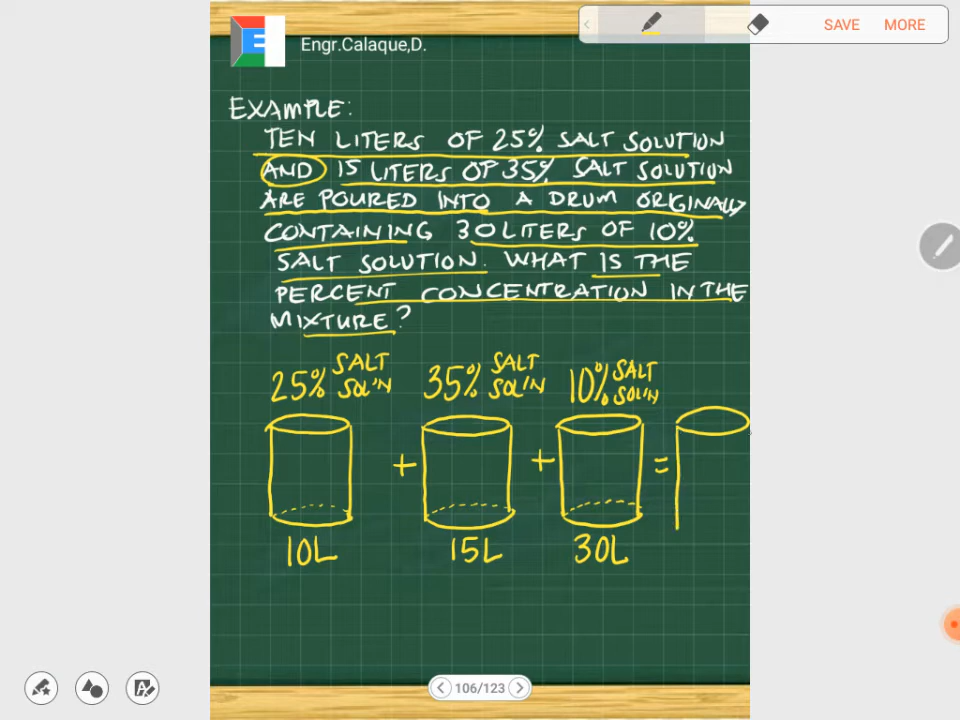 SAVE MORE
E
Engr.Calaque,D.
EXAMPLE:
TEN LITERS OF 25% SALT SOLUTION
AND 15 LITERS OF 35% SALT SOLUTION
ARE POURED INTO A DRUM ORIGINALLY
CONTAINING 30 LITERS OF 10%
SALT SOLUTION. WHAT IS THE
PERCENT CONCENTRATION IN THE
MIXTURE?
25% SALT SOL'N 35% SALT SOL'N 10% SALT SOL'N
+ + =
10L 15L 30L
106/123